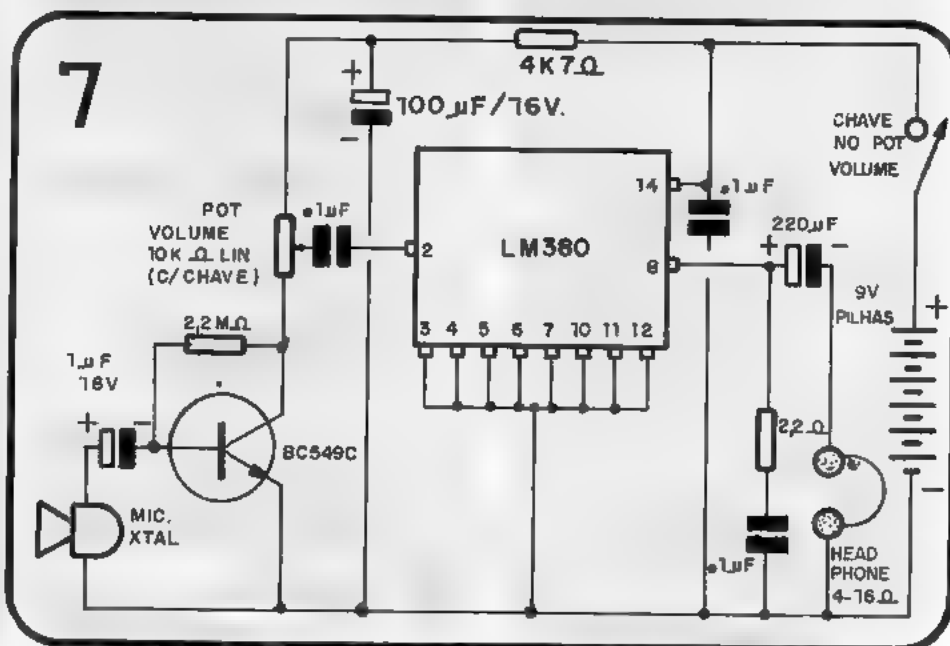 7
4K7Ω
100µF/16V.
CHAVE
NO POT
VOLUME
POT
VOLUME
10KΩ LIN
(C/CHAVE)
.1µF
2
LM380
14
8
.1µF
220µF
+
-
9V
PILHAS
+
-
2,2MΩ
1µF
16V
+
-
BC549C
3 4 5 6 7 10 11 12
2,2Ω
MIC.
XTAL
.1µF
HEAD
PHONE
4-16Ω
+
-